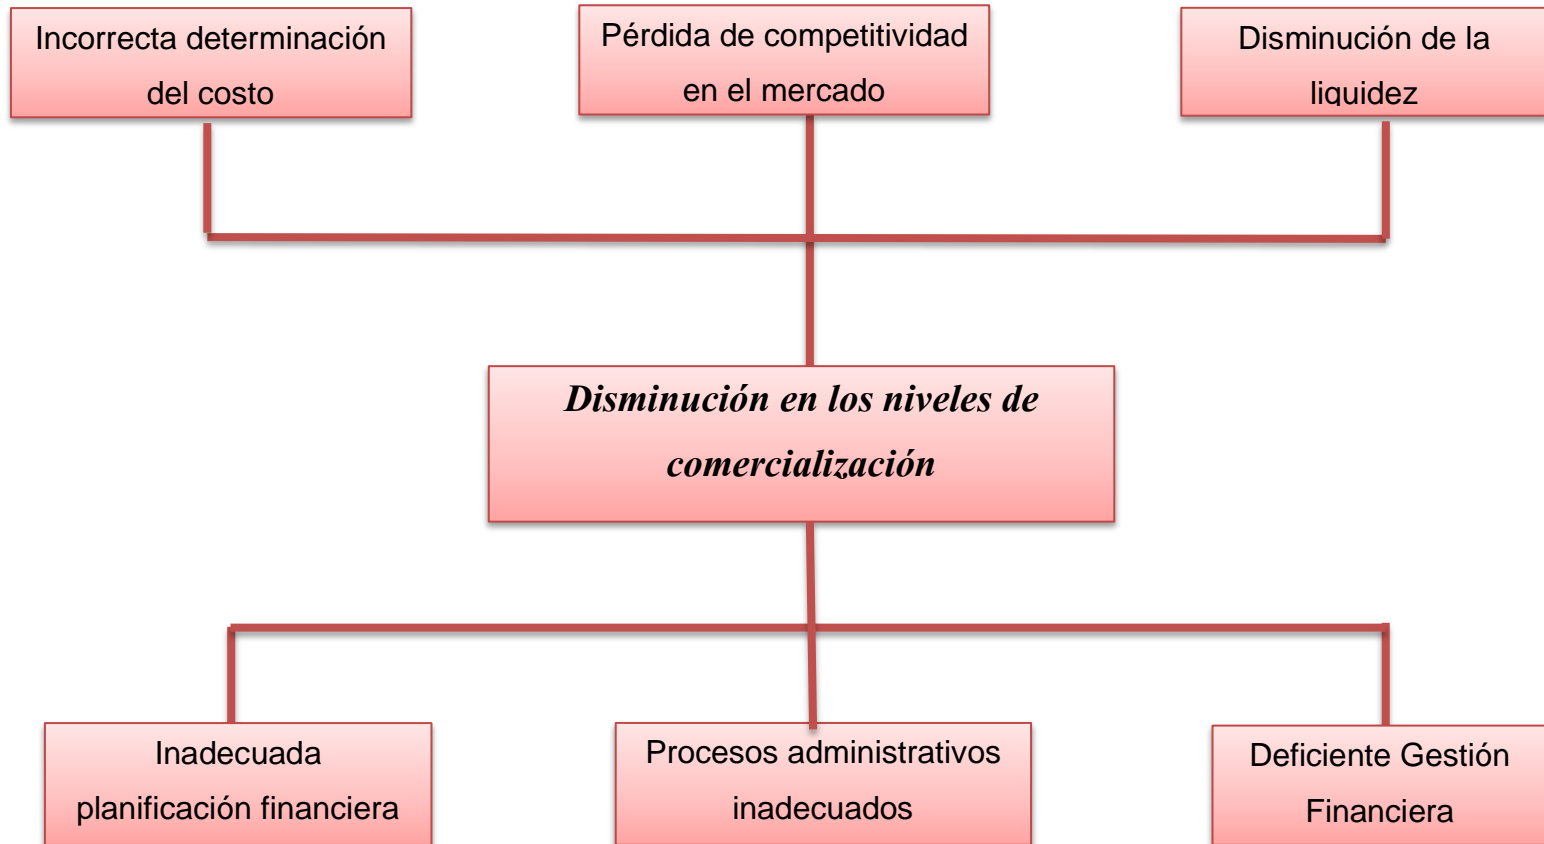 Incorrecta determinación
del costo
Pérdida de competitividad
en el mercado
Disminución de la
liquidez
Disminución en los niveles de
comercialización
Inadecuada
planificación financiera
Procesos administrativos
inadecuados
Deficiente Gestión
Financiera